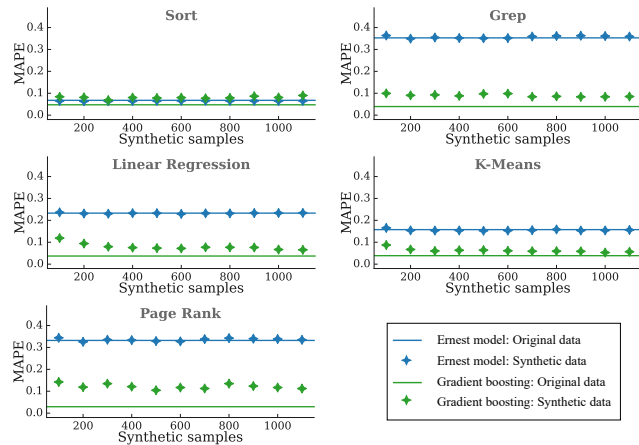 Sort
MAPE
0.4
0.3
0.2
0.1
0.0
200 400 600 800 1000
Synthetic samples
Grep
MAPE
0.4
0.3
0.2
0.1
0.0
200 400 600 800 1000
Synthetic samples
Linear Regression
MAPE
0.4
0.3
0.2
0.1
0.0
200 400 600 800 1000
Synthetic samples
K-Means
MAPE
0.4
0.3
0.2
0.1
0.0
200 400 600 800 1000
Synthetic samples
Page Rank
MAPE
0.4
0.3
0.2
0.1
0.0
200 400 600 800 1000
Synthetic samples
Ernest model: Original data
Ernest model: Synthetic data
Gradient boosting: Original data
Gradient boosting: Synthetic data